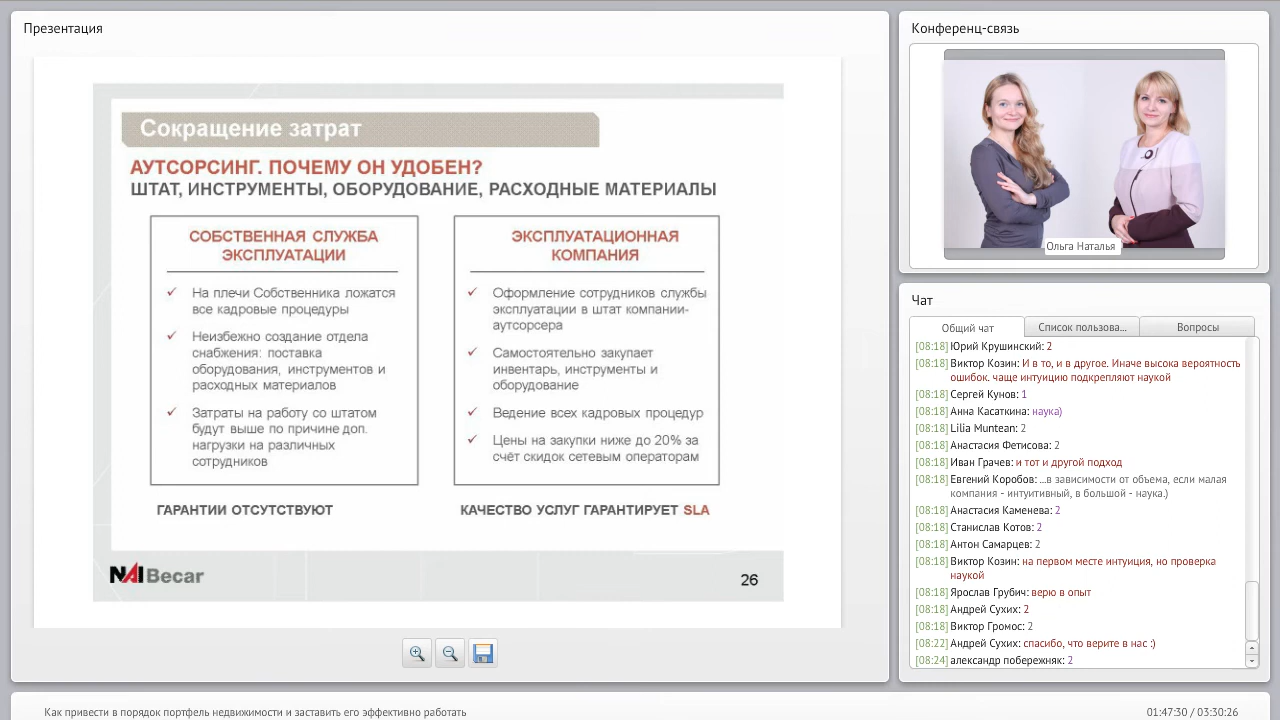 Презентация
Сокращение затрат
АУТСОРСИНГ. ПОЧЕМУ ОН УДОБЕН?
ШТАТ, ИНСТРУМЕНТЫ, ОБОРУДОВАНИЕ, РАСХОДНЫЕ МАТЕРИАЛЫ
СОБСТВЕННАЯ СЛУЖБА
ЭКСПЛУАТАЦИИ
На плечи Собственника ложатся
все кадровые процедуры
Неизбежно создание отдела
снабжения: поставка
оборудования, инструментов и
расходных материалов
Затраты на работу со штатом
будут выше по причине доп.
нагрузки на различных
сотрудников
ГАРАНТИИ ОТСУТСТВУЮТ
ЭКСПЛУАТАЦИОННАЯ
КОМПАНИЯ
Оформление сотрудников службы
эксплуатации в штат компании-
аутсорсера
Самостоятельно закупает
инвентарь, инструменты и
оборудование
Ведение всех кадровых процедур
Цены на закупки ниже до 20% за
счёт скидок сетевым операторам
КАЧЕСТВО УСЛУГ ГАРАНТИРУЕТ SLA
NAI Becar
26
Конференц-связь
Ольга Наталья
Чат
Общий чат
Список пользова...
Вопросы
[08:18] Юрий Крушинский: 2
[08:18] Виктор Козин: И в то, и в другое. Иначе высока вероятность
ошибок. чаще интуицию подкрепляют наукой
[08:18] Сергей Кунов: 1
[08:18] Анна Касаткина: наука)
[08:18] Lilia Muntean: 2
[08:18] Анастасия Фетисова: 2
[08:18] Иван Грачев: и тот и другой подход
[08:18] Евгений Коробов: ...в зависимости от объема, если малая
компания - интуитивный, в большой - наука.)
[08:18] Анастасия Каменева: 2
[08:18] Станислав Котов: 2
[08:18] Антон Самарцев: 2
[08:18] Виктор Козин: на первом месте интуиция, но проверка
наукой
[08:18] Ярослав Грубич: верю в опыт
[08:18] Андрей Сухих: 2
[08:18] Виктор Громос: 2
[08:22] Андрей Сухих: спасибо, что верите в нас :)
[08:24] александр побережняк: 2
Как привести в порядок портфель недвижимости и заставить его эффективно работать
01:47:30 / 03:30:26